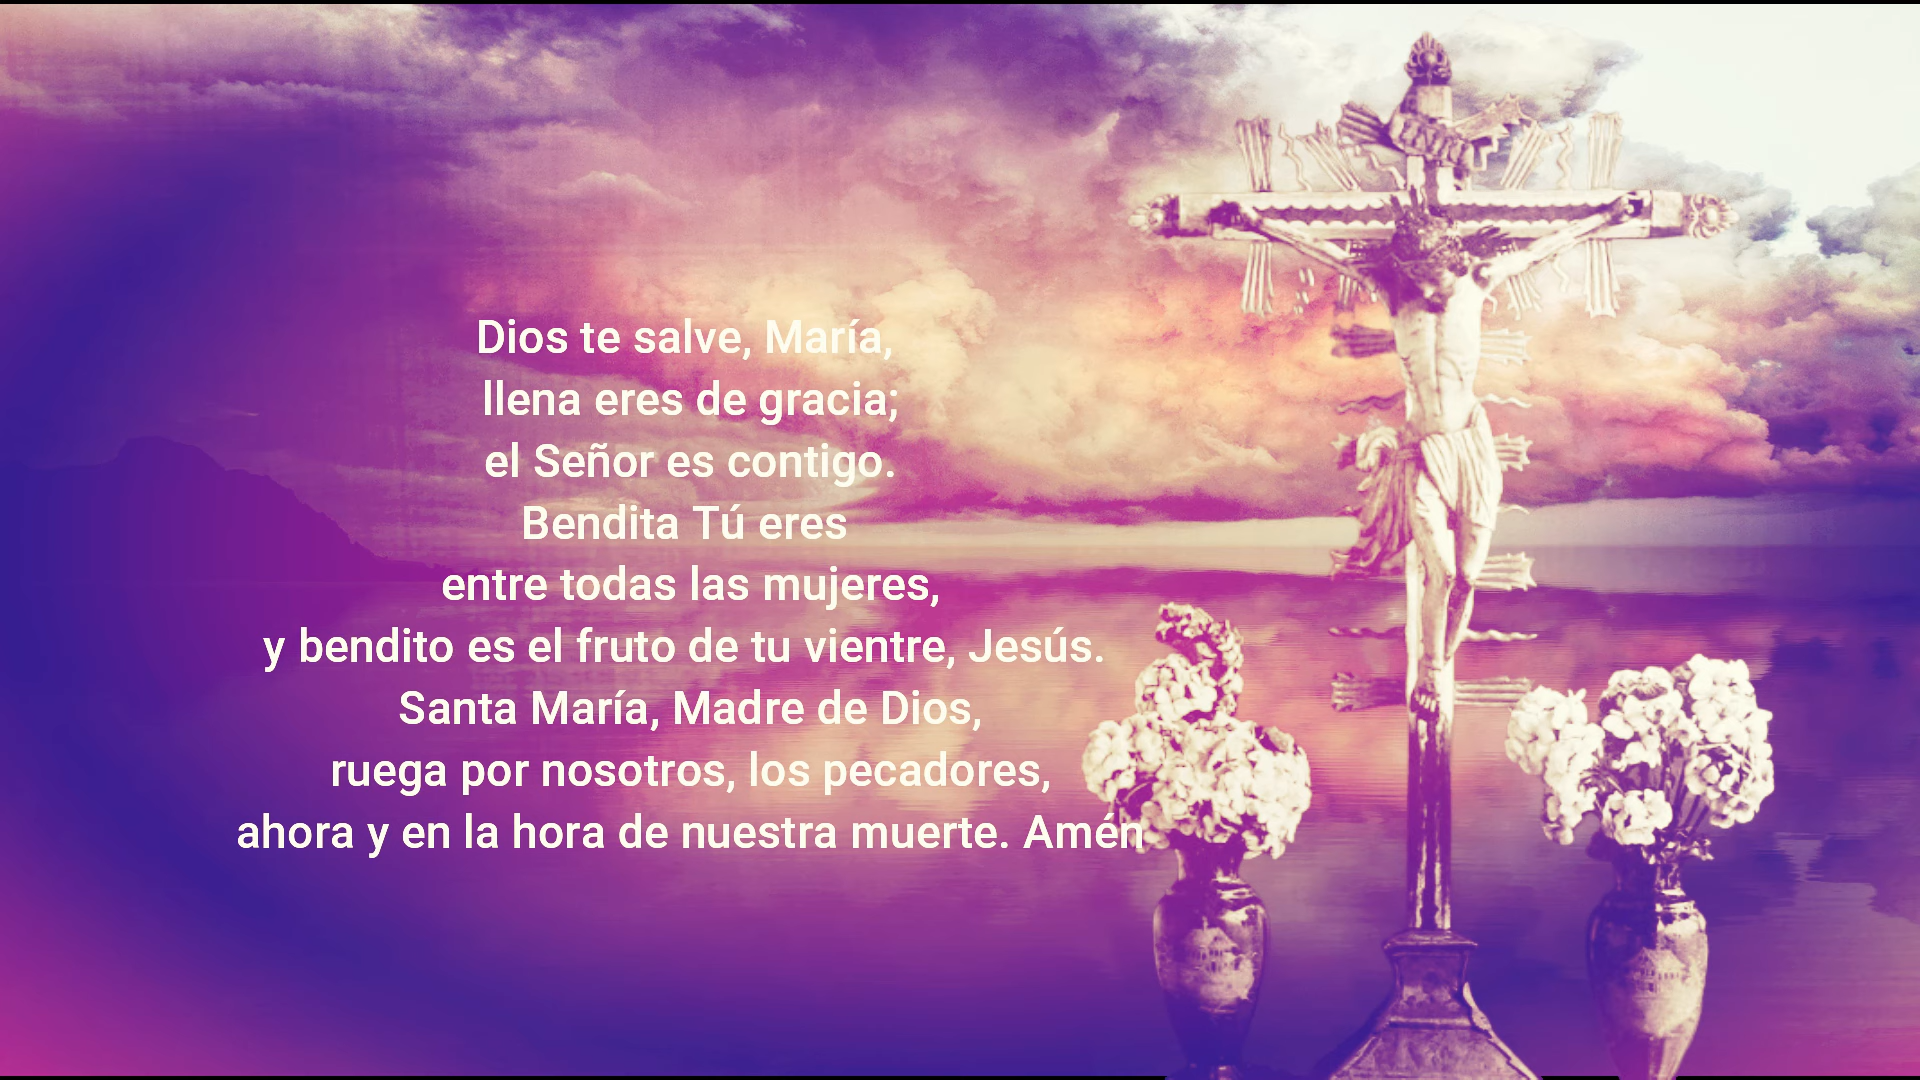 Dios te salve, María,
llena eres de gracia;
el Señor es contigo.
Bendita Tú eres
entre todas las mujeres,
y bendito es el fruto de tu vientre, Jesús.
Santa María, Madre de Dios,
ruega por nosotros, los pecadores,
ahora y en la hora de nuestra muerte. Amén